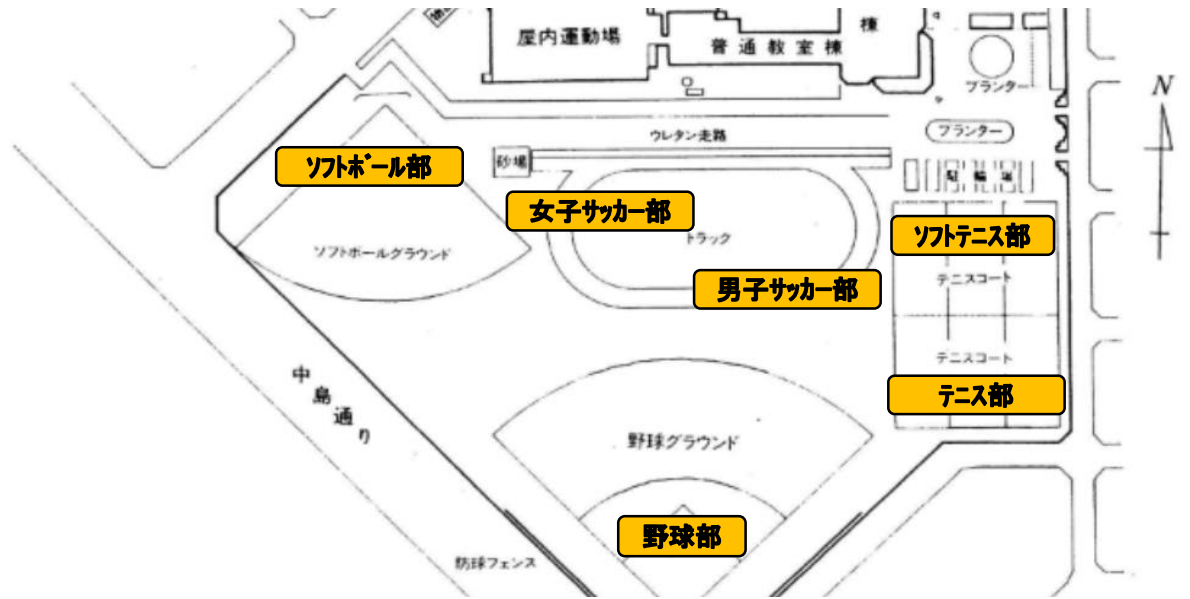 屋内運動場
普通教室棟
棟
プランター
N
ウレタン走路
プランター
砂場
駐輪場
ソフトボール部
女子サッカー部
トラック
ソフトテニス部
ソフトボールグラウンド
テニスコート
男子サッカー部
テニスコート
テニス部
中島通り
野球グラウンド
野球部
防球フェンス